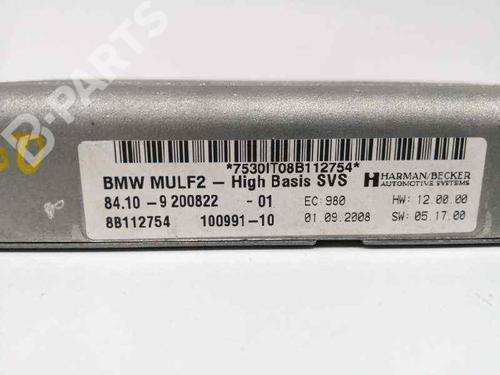 *7530IT08B112754*
BMW MULF2 – High Basis SVS HARMAN/BECKER
AUTOMOTIVE SYSTEMS
84.10 - 9 200822 - 01 EC: 980 HW: 12.00.00
8B112754 100991-10 01.09.2008 SW: 05.17.00
B-PARTS